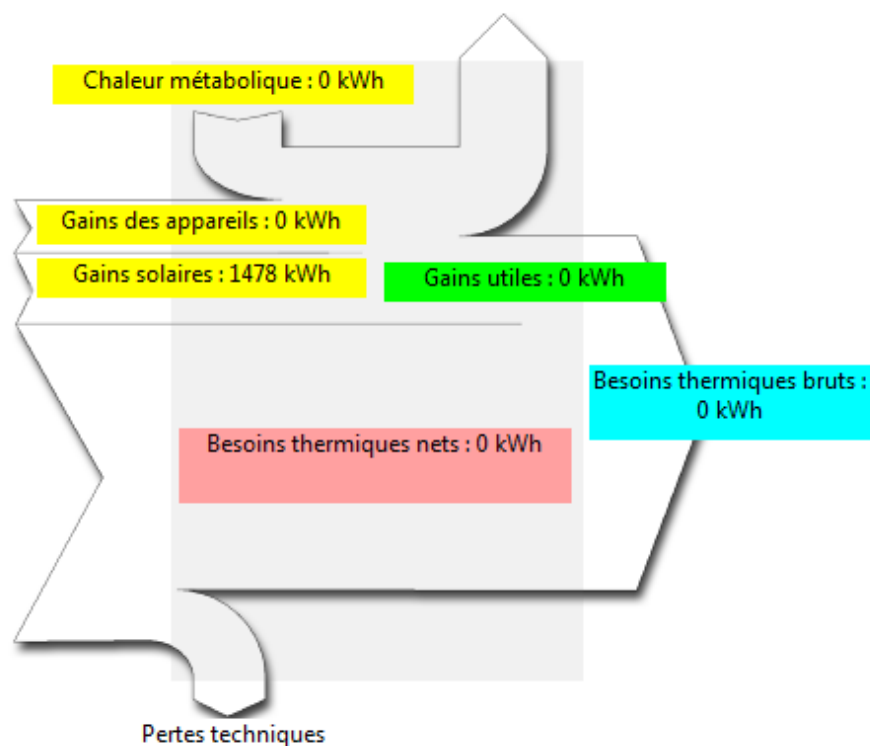 Chaleur métabolique : 0 kWh
Gains des appareils : 0 kWh
Gains solaires : 1478 kWh
Gains utiles : 0 kWh
Besoins thermiques bruts :
0 kWh
Besoins thermiques nets : 0 kWh
Pertes techniques